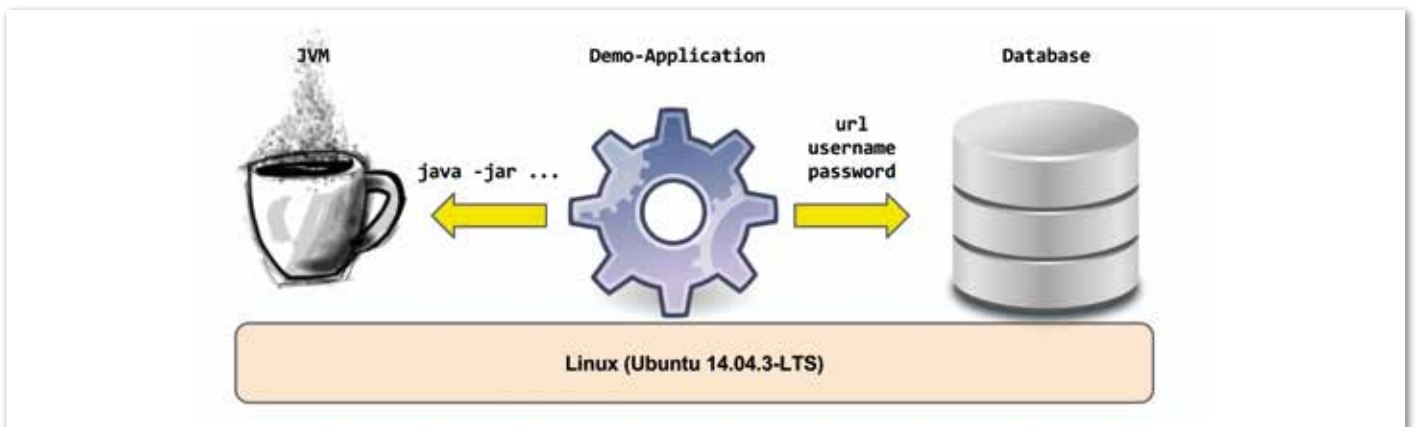 JVM
Demo-Application
Database
java -jar ...
url
username
password
Linux (Ubuntu 14.04.3-LTS)